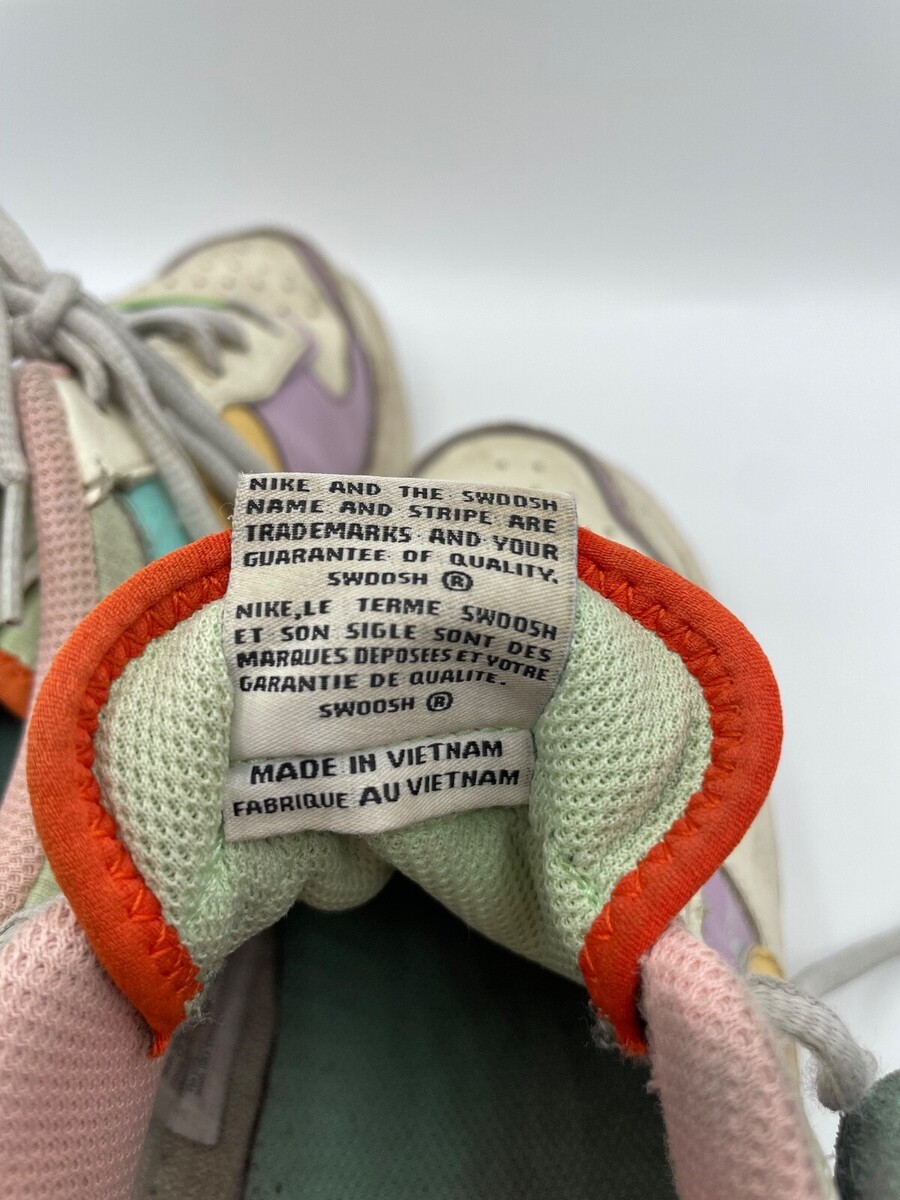 NIKE AND THE SWOOSH
NAME AND STRIPE ARE
TRADEMARKS AND YOUR
GUARANTEE OF QUALITY.
SWOOSH ®
NIKE,LE TERME SWOOSH
ET SON SIGLE SONT DES
MARQUES DEPOSEES ET VOTRE
GARANTIE DE QUALITE.
SWOOSH ®
MADE IN VIETNAM
FABRIQUE AU VIETNAM